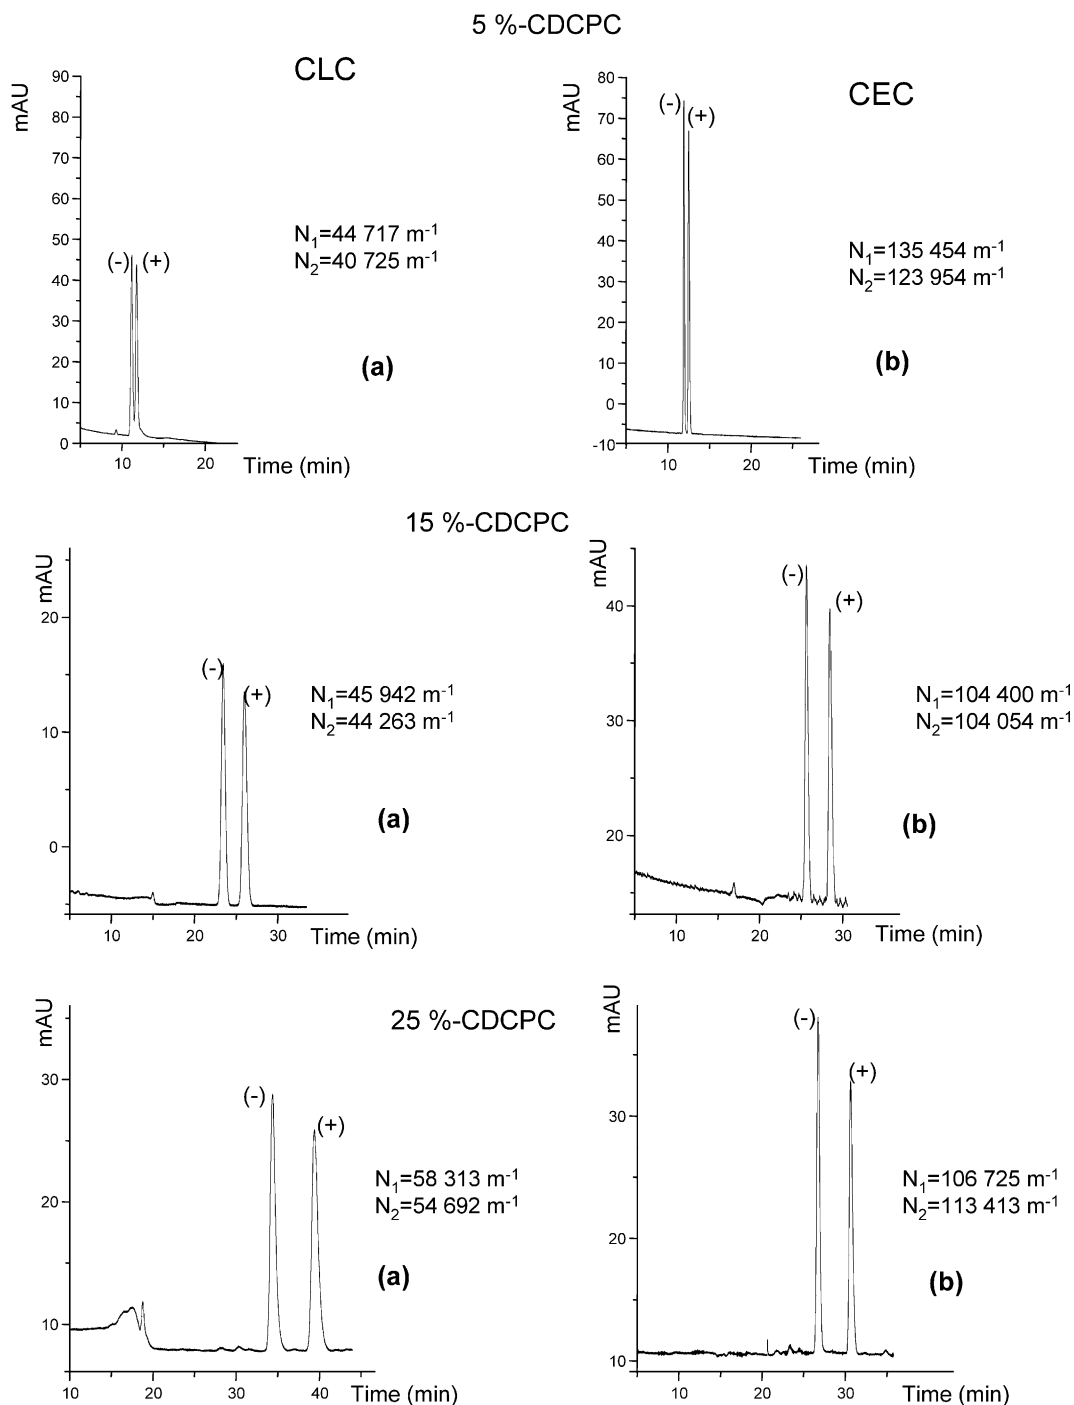 5 %-CDCPC
CLC
CEC
mAU
90
80
70
60
50
40
30
20
10
0
(-) (+)
N1=44 717 m-1
N2=40 725 m-1
(a)
10 20
Time (min)
mAU
80
70
60
50
40
30
20
10
0
-10
(-) (+)
N1=135 454 m-1
N2=123 954 m-1
(b)
10 20
Time (min)
15 %-CDCPC
mAU
20
10
0
(-) (+)
N1=45 942 m-1
N2=44 263 m-1
(a)
10 20 30
Time (min)
mAU
40
30
20
(-) (+)
N1=104 400 m-1
N2=104 054 m-1
(b)
10 20 30
Time (min)
25 %-CDCPC
mAU
30
20
10
(-) (+)
N1=58 313 m-1
N2=54 692 m-1
(a)
10 20 30 40
Time (min)
mAU
30
20
10
(-) (+)
N1=106 725 m-1
N2=113 413 m-1
(b)
10 20 30
Time (min)